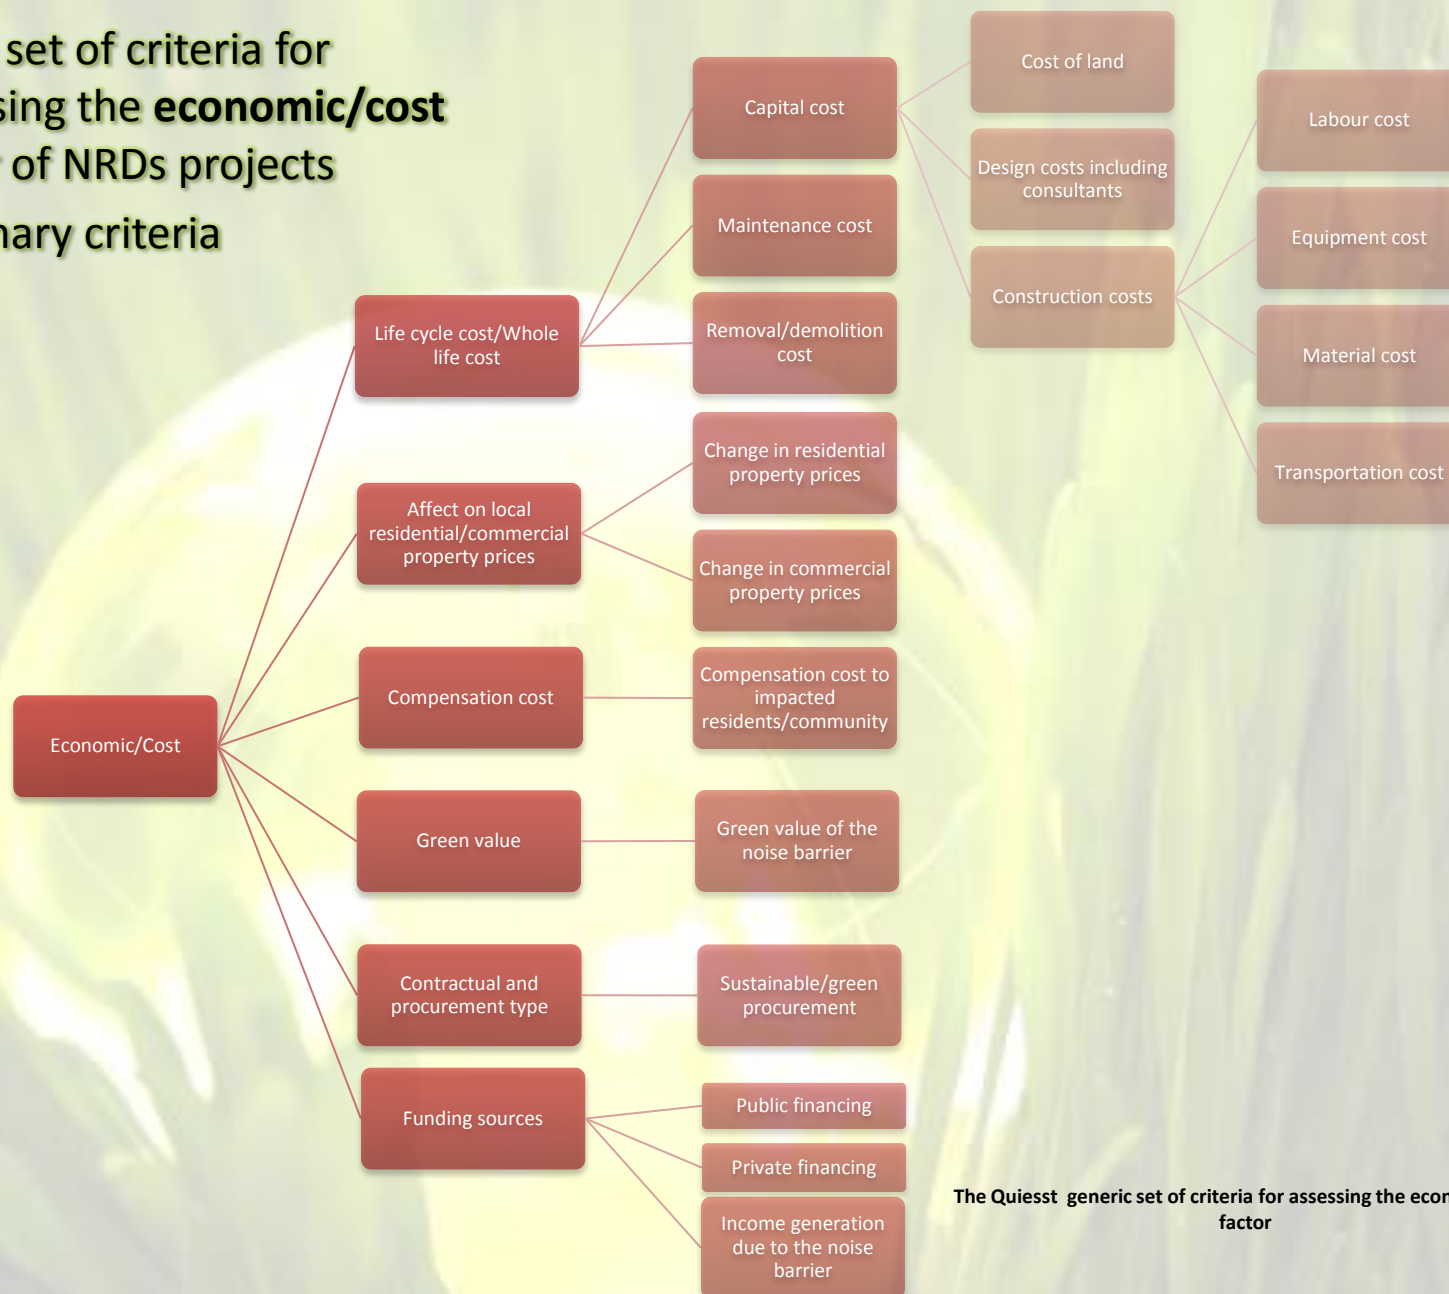 set of criteria for
sing the economic/cost
of NRDs projects
nary criteria
Economic/Cost
Life cycle cost/Whole
life cost
Affect on local
residential/commercial
property prices
Compensation cost
Green value
Contractual and
procurement type
Funding sources
Capital cost
Maintenance cost
Removal/demolition
cost
Change in residential
property prices
Change in commercial
property prices
Compensation cost to
impacted
residents/community
Green value of the
noise barrier
Sustainable/green
procurement
Public financing
Private financing
Income generation
due to the noise
barrier
Cost of land
Design costs including
consultants
Construction costs
Labour cost
Equipment cost
Material cost
Transportation cost
The Quiesst generic set of criteria for assessing the econ
factor